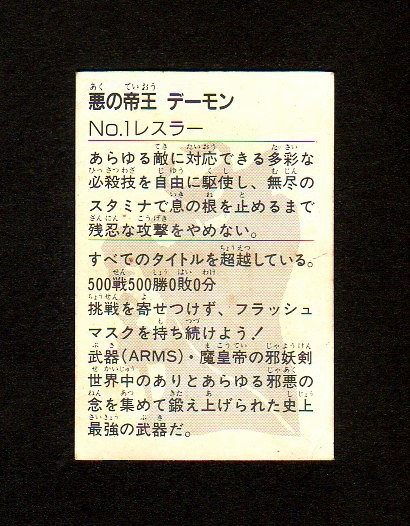 悪の帝王 デーモン
No.1レスラー
あらゆる敵に対応できる多彩な
必殺技を自由に駆使し、無尽の
スタミナで息の根を止めるまで
残忍な攻撃をやめない。
すべてのタイトルを超越している。
500戦500勝0敗0分
挑戦を寄せつけず、フラッシュ
マスクを持ち続けよう!
武器(ARMS)・魔皇帝の邪妖剣
世界中のありとあらゆる邪悪の
念を集めて鍛え上げられた史上
最強の武器だ。